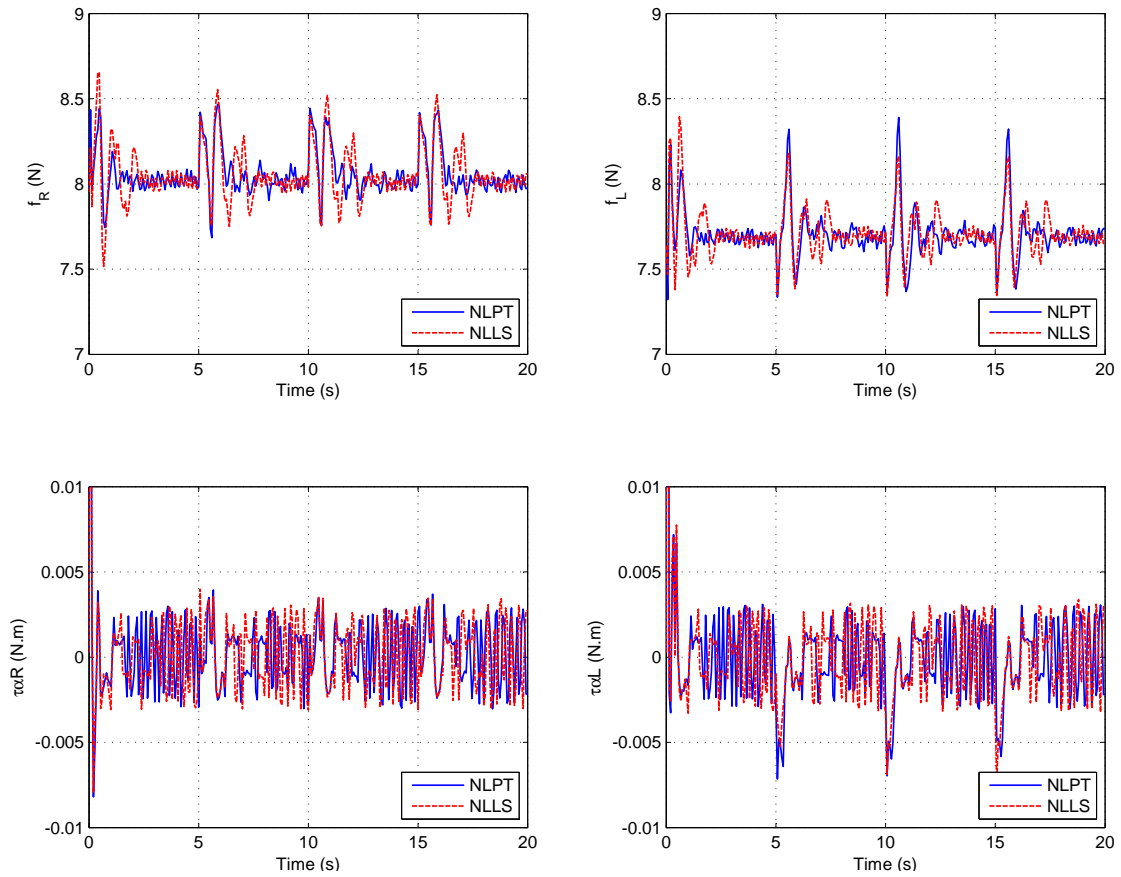 9
8.5
8
7.5
7
f_R (N)
0 5 10 15 20
Time (s)
NLPT
NLLS
9
8.5
8
7.5
7
f_L (N)
0 5 10 15 20
Time (s)
NLPT
NLLS
0.01
0.005
0
-0.005
-0.01
ταR (N.m)
0 5 10 15 20
Time (s)
NLPT
NLLS
0.01
0.005
0
-0.005
-0.01
ταL (N.m)
0 5 10 15 20
Time (s)
NLPT
NLLS